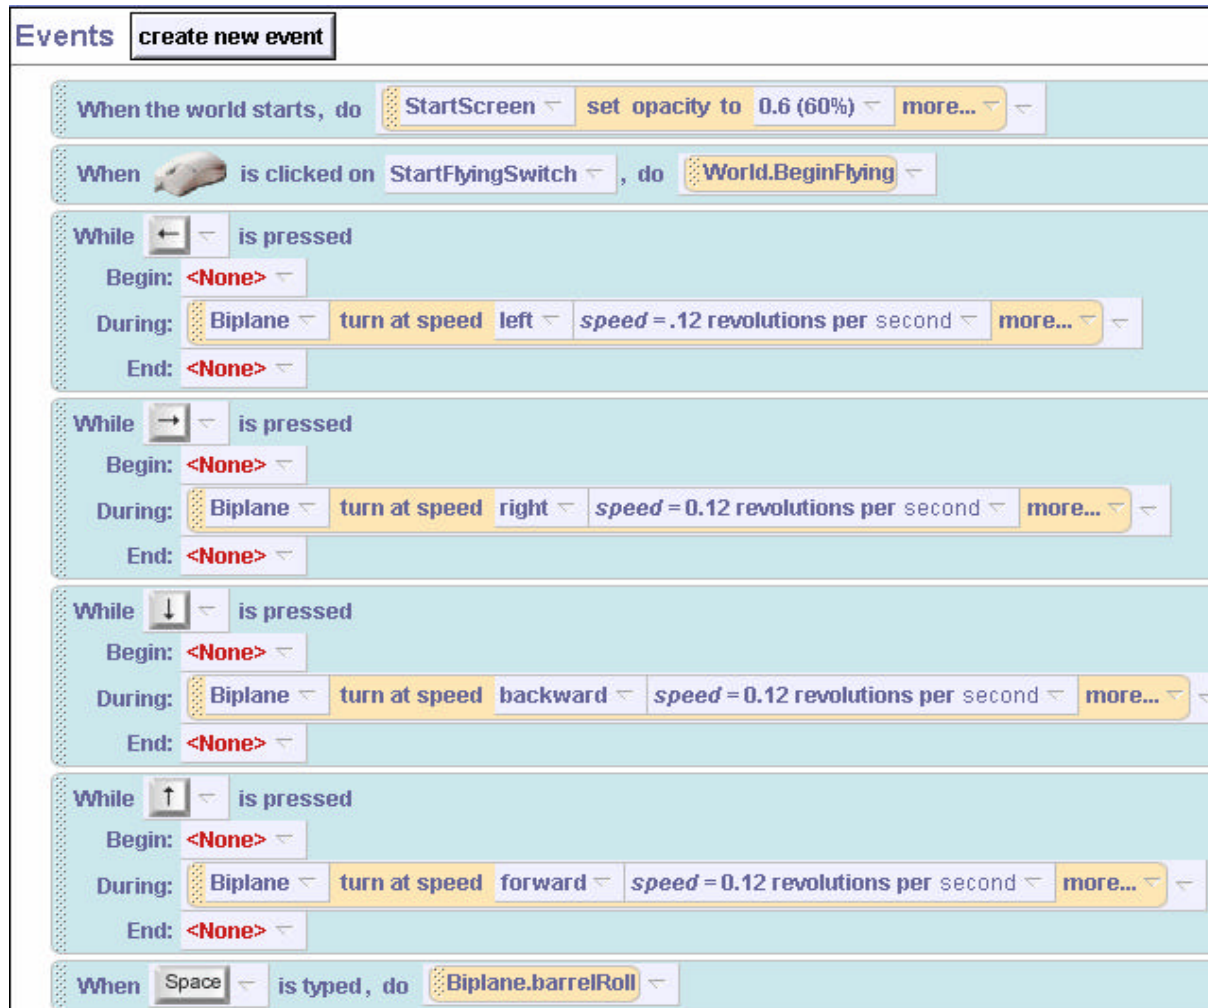 Events create new event
When the world starts, do StartScreen set opacity to 0.6 (60%) more...
When is clicked on StartFlyingSwitch , do World.BeginFlying
While ← is pressed
Begin: <None>
During: Biplane turn at speed left speed = .12 revolutions per second more...
End: <None>
While → is pressed
Begin: <None>
During: Biplane turn at speed right speed = 0.12 revolutions per second more...
End: <None>
While ↓ is pressed
Begin: <None>
During: Biplane turn at speed backward speed = 0.12 revolutions per second more...
End: <None>
While ↑ is pressed
Begin: <None>
During: Biplane turn at speed forward speed = 0.12 revolutions per second more...
End: <None>
When Space is typed, do Biplane.barrelRoll